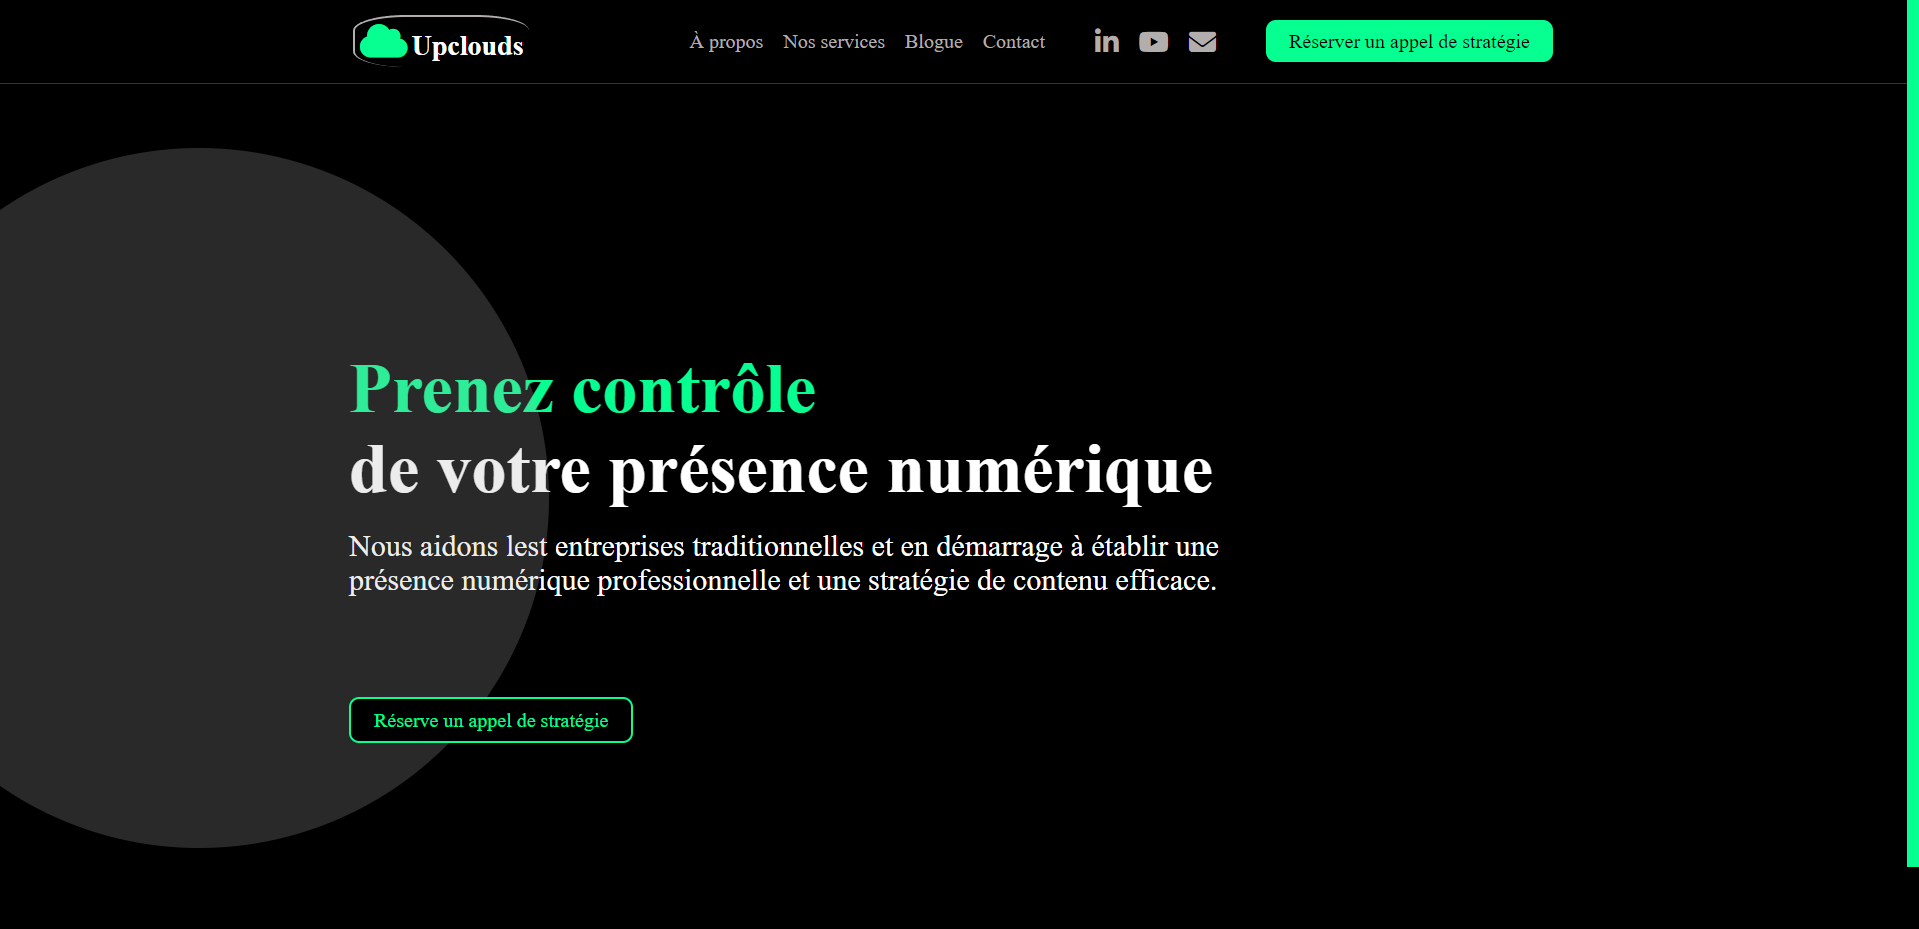 Upclouds
À propos Nos services Blogue Contact
Réserver un appel de stratégie
Prenez contrôle
de votre présence numérique
Nous aidons lest entreprises traditionnelles et en démarrage à établir une
présence numérique professionnelle et une stratégie de contenu efficace.
Réserve un appel de stratégie